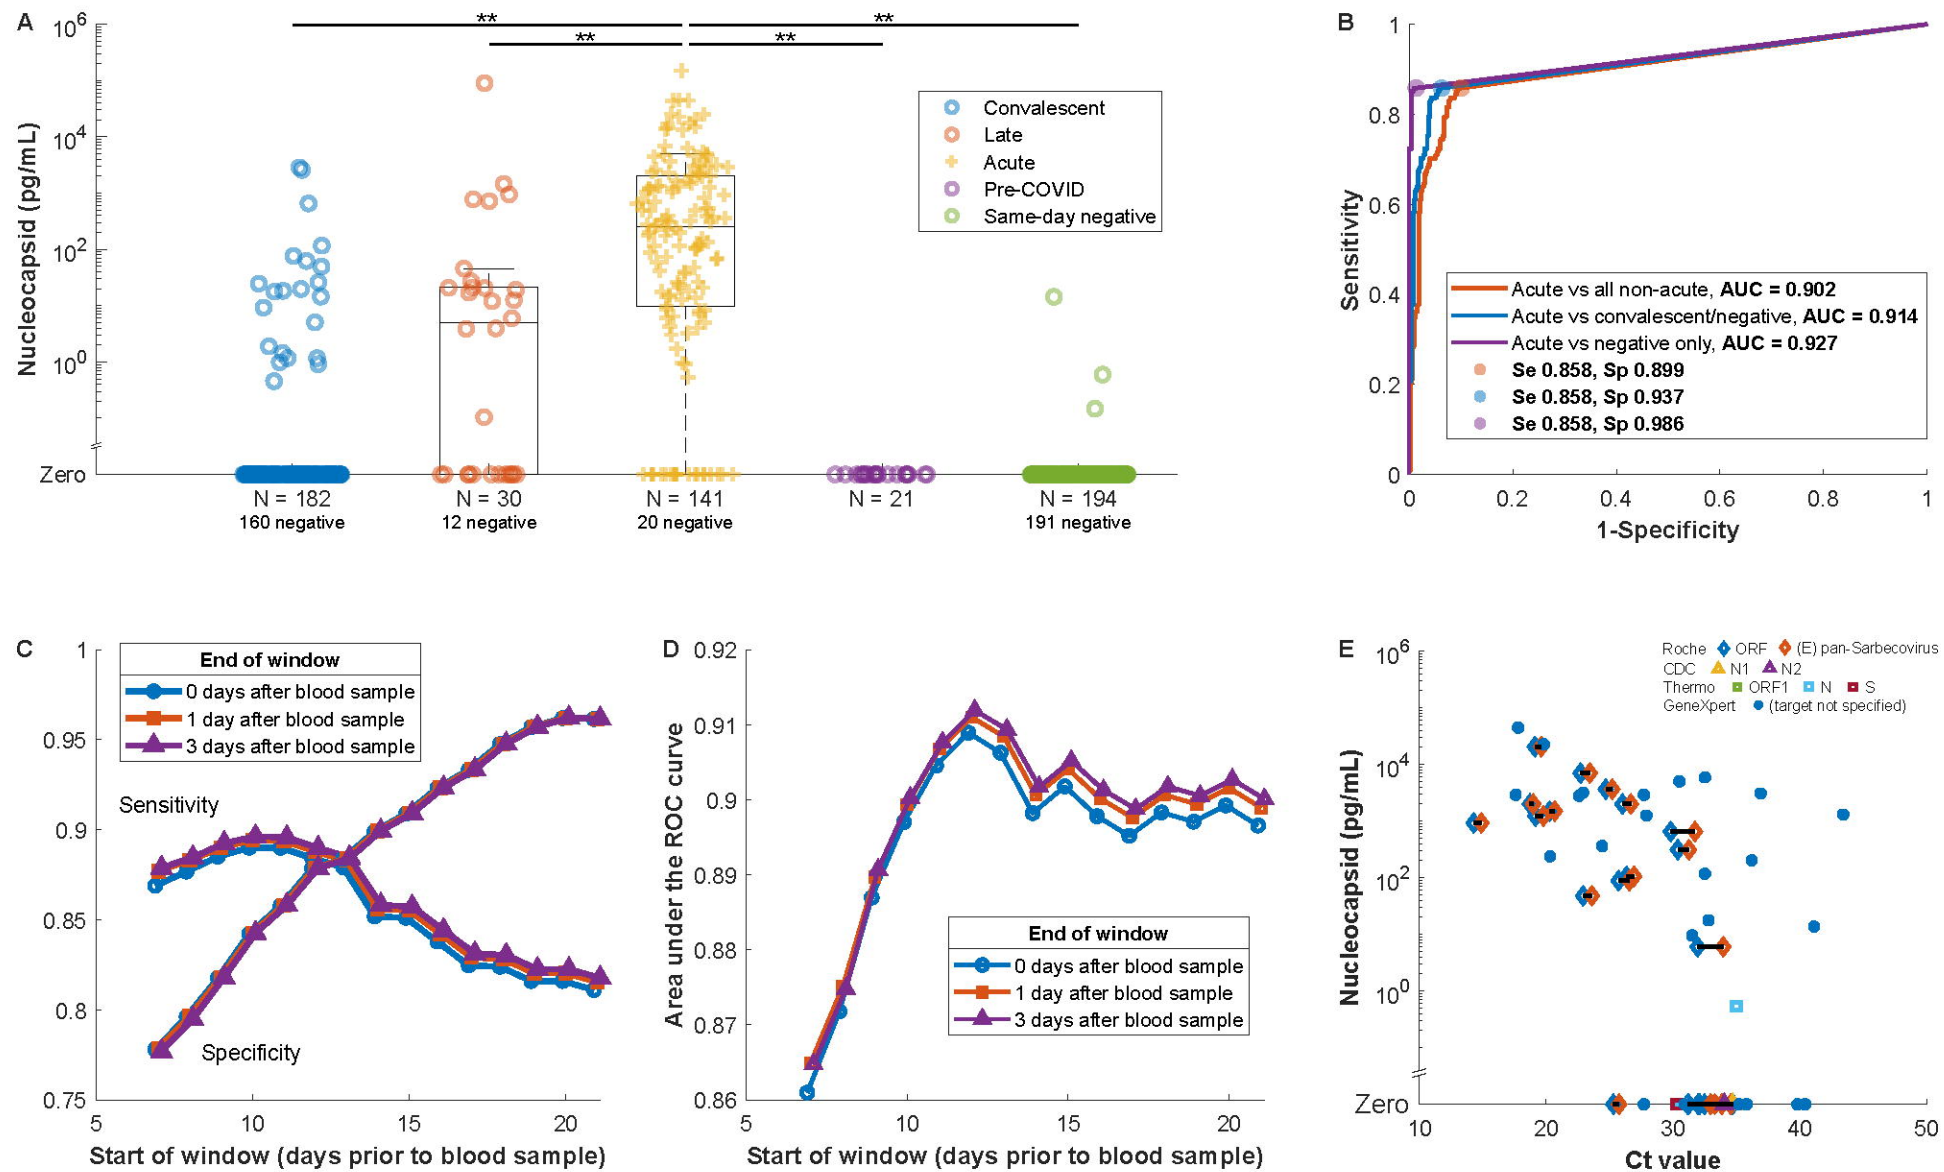 A
**
**
**
**
10^6
10^4
10^2
10^0
Zero
Nucleocapsid (pg/mL)
Convalescent
Late
Acute
Pre-COVID
Same-day negative
N = 182
160 negative
N = 30
12 negative
N = 141
20 negative
N = 21
N = 194
191 negative
B
1
0.8
0.6
0.4
0.2
0
Sensitivity
Acute vs all non-acute, AUC = 0.902
Acute vs convalescent/negative, AUC = 0.914
Acute vs negative only, AUC = 0.927
Se 0.858, Sp 0.899
Se 0.858, Sp 0.937
Se 0.858, Sp 0.986
0 0.2 0.4 0.6 0.8 1
1-Specificity
C
1
0.95
0.9
0.85
0.8
0.75
End of window
0 days after blood sample
1 day after blood sample
3 days after blood sample
Sensitivity
Specificity
5 10 15 20
Start of window (days prior to blood sample)
D
0.92
0.91
0.9
0.89
0.88
0.87
0.86
Area under the ROC curve
End of window
0 days after blood sample
1 day after blood sample
3 days after blood sample
5 10 15 20
Start of window (days prior to blood sample)
E
10^6
10^4
10^2
10^0
Zero
Nucleocapsid (pg/mL)
Roche ORF (E) pan-Sarbecovirus
CDC N1 N2
Thermo ORF1 N S
GeneXpert (target not specified)
10 20 30 40 50
Ct value